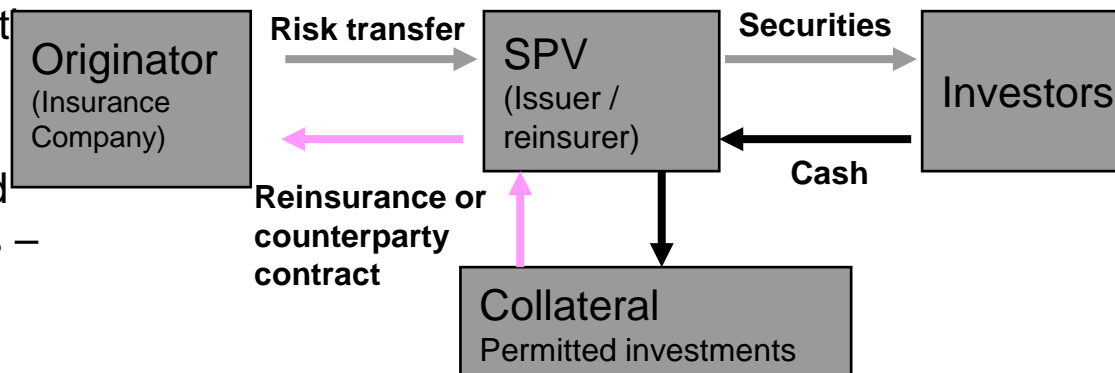 Originator
(Insurance
Company)
Risk transfer
SPV
(Issuer /
reinsurer)
Securities
Investors
Cash
Reinsurance or
counterparty
contract
Collateral
Permitted investments
–